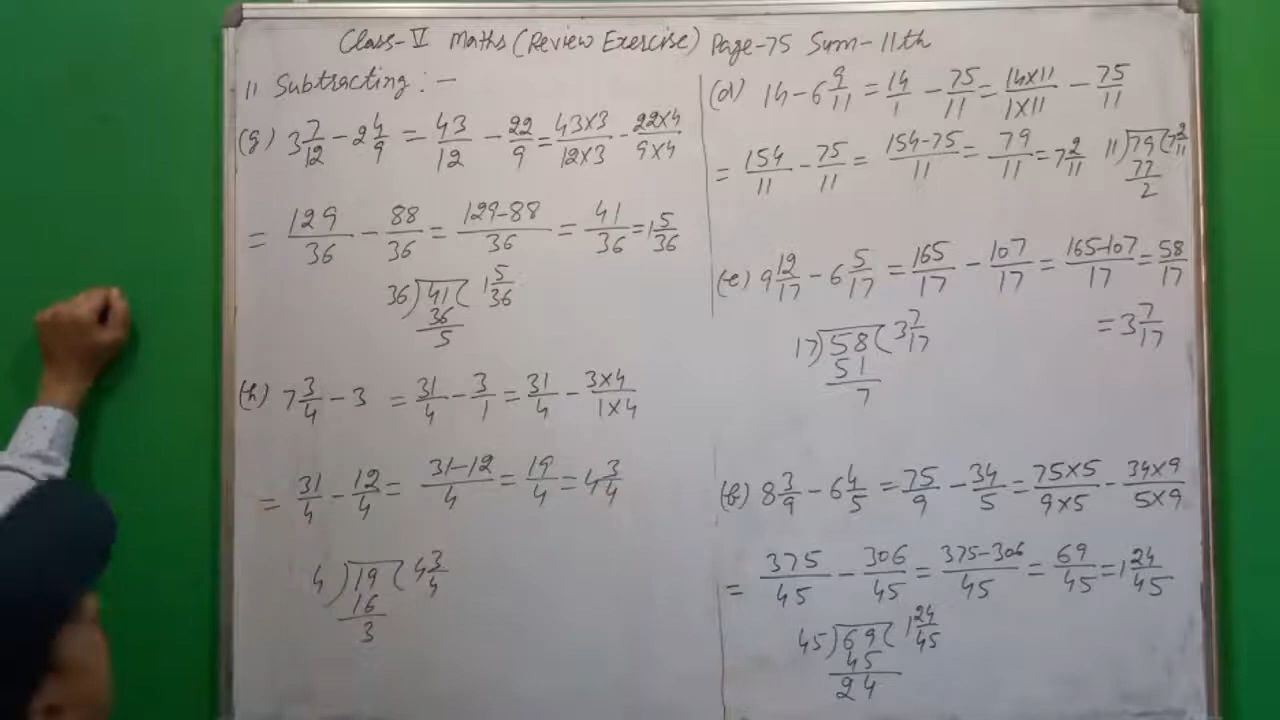 Class-V Maths (Review Exercise) Page-75 Sum-11th
11 Subtracting:-
(g) 3 7/12 - 2 4/9 = 43/12 - 22/9 = 43×3/12×3 - 22×4/9×4
= 129/36 - 88/36 = 129-88/36 = 41/36 = 1 5/36
36)41( 1 5/36
36
5
(h) 7 3/4 - 3 = 31/4 - 3/1 = 31/4 - 3×4/1×4
= 31/4 - 12/4 = 31-12/4 = 19/4 = 4 3/4
4)19( 4 3/4
16
3
(d) 14 - 6 9/11 = 14/1 - 75/11 = 14×11/1×11 - 75/11
= 154/11 - 75/11 = 154-75/11 = 79/11 = 7 2/11 11)79(7 2/11
77
2
(e) 9 12/17 - 6 5/17 = 165/17 - 107/17 = 165-107/17 = 58/17
= 3 7/17
17)58( 3 7/17
51
7
(f) 8 3/9 - 6 4/5 = 75/9 - 34/5 = 75×5/9×5 - 34×9/5×9
= 375/45 - 306/45 = 375-306/45 = 69/45 = 1 24/45
45)69( 1 24/45
45
24